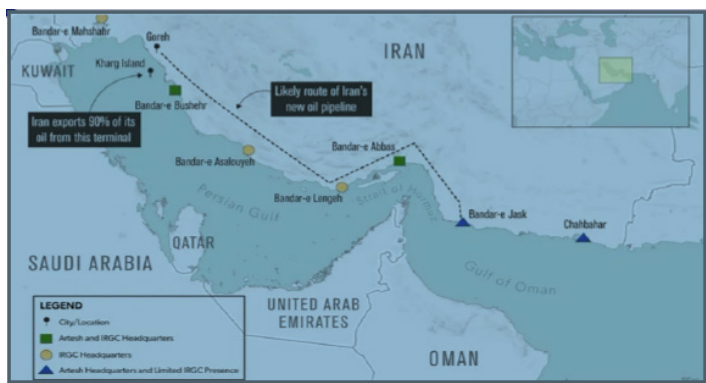 Bandar-e Mahshahr
Goreh
IRAN
KUWAIT
Kharg Island
Likely route of Iran's
new oil pipeline
Bandar-e Bushehr
Iran exports 90% of its
oil from this terminal
Bandar-e Abbas
Bandar-e Asalouyeh
Bandar-e Lengeh
Strait of Hormuz
Persian Gulf
Bandar-e Jask
Chahbahar
QATAR
SAUDI ARABIA
Gulf of Oman
UNITED ARAB
EMIRATES
OMAN
LEGEND
City/Location
Artesh and IRGC Headquarters
IRGC Headquarters
Artesh Headquarters and Limited IRGC Presence